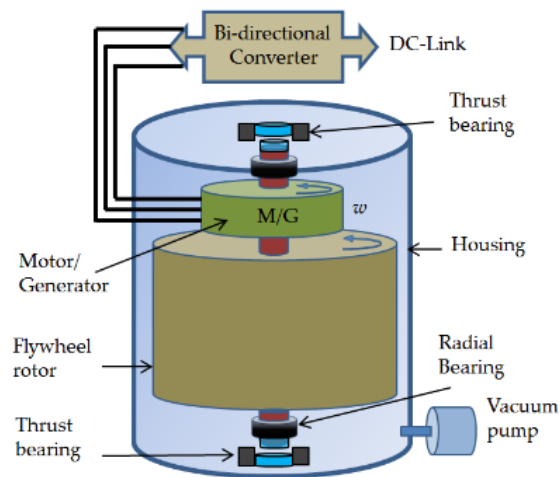 Bi-directional
Converter
DC-Link
Thrust
bearing
M/G
w
Motor/
Generator
Housing
Flywheel
rotor
Radial
Bearing
Thrust
bearing
Vacuum
pump